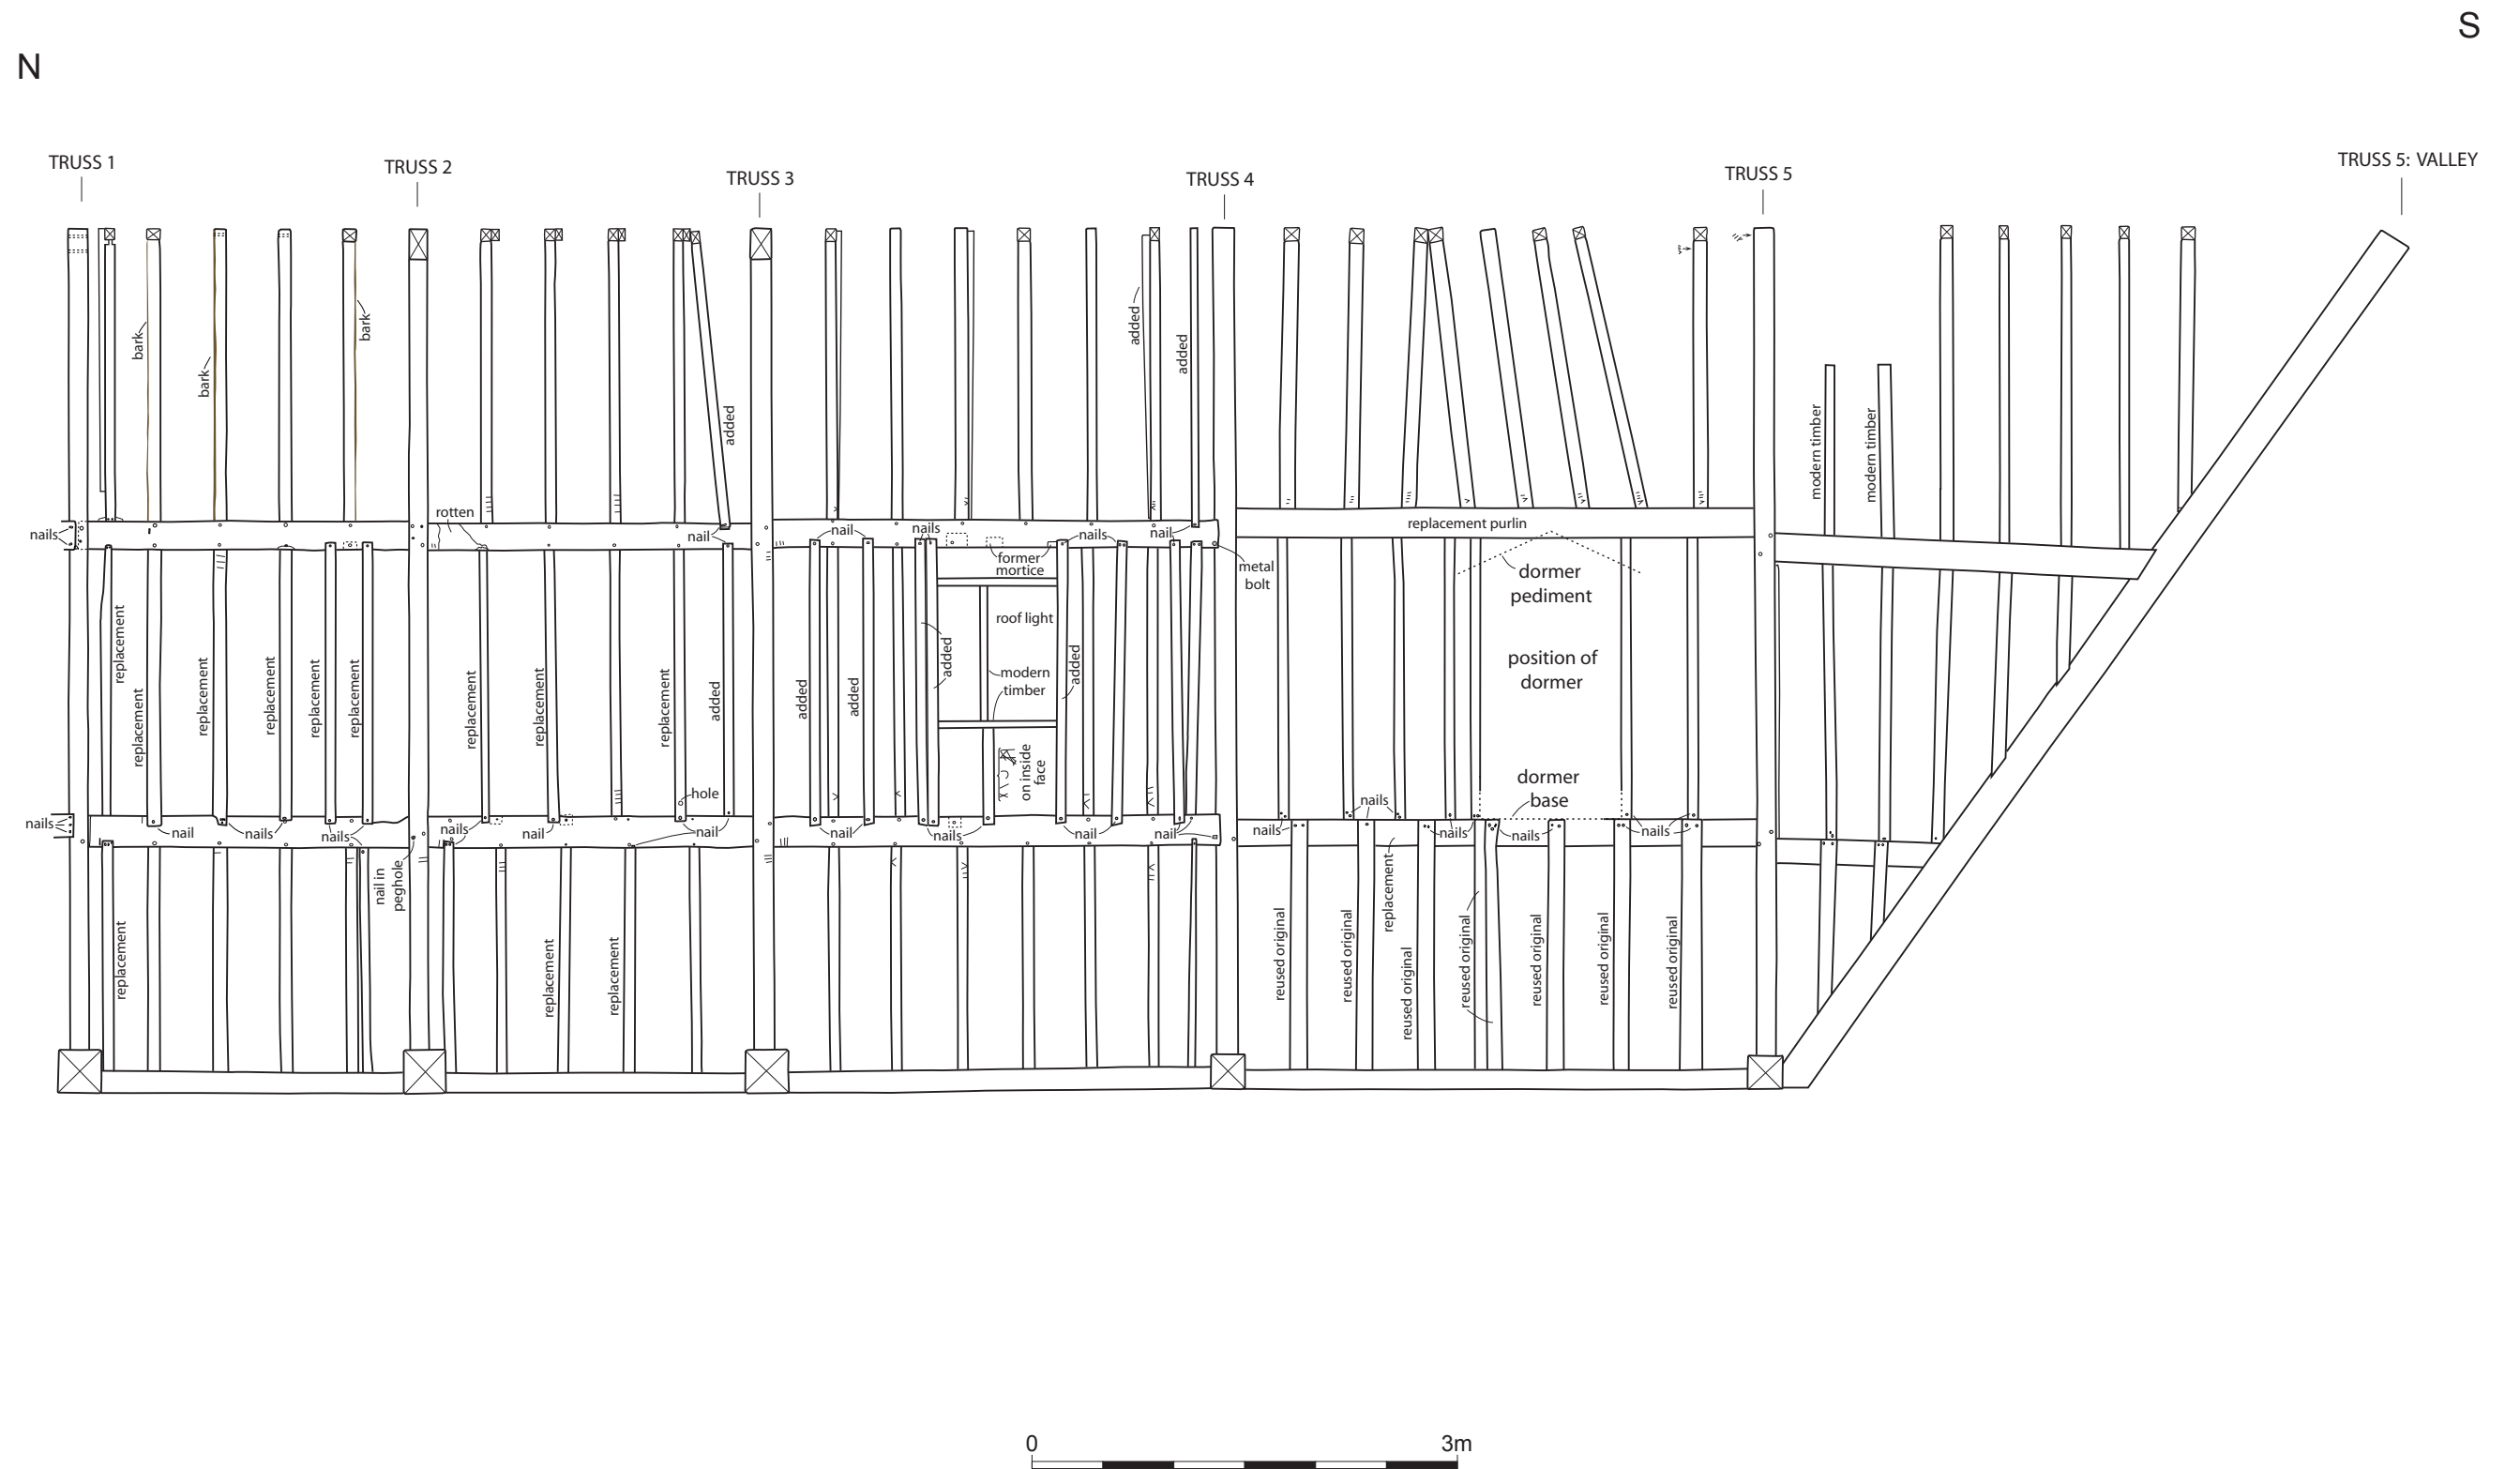 N
S
TRUSS 1
TRUSS 2
TRUSS 3
TRUSS 4
TRUSS 5
TRUSS 5: VALLEY
bark
bark
bark
added
added
added
modern timber
modern timber
nails
rotten
nail
nail
nails
nails
nail
former
mortice
metal
bolt
replacement purlin
dormer
pediment
roof light
modern
timber
position of
dormer
replacement
replacement
replacement
replacement
replacement
replacement
replacement
replacement
replacement
added
added
added
added
added
on inside
face
hole
dormer
base
nails
nails
nail
nails
nails
nails
nail
nail
nail
nails
nail
nail
nails
nails
nails
nails
nail in
peghole
replacement
replacement
replacement
replacement
reused original
reused original
reused original
reused original
reused original
reused original
reused original
0
3m